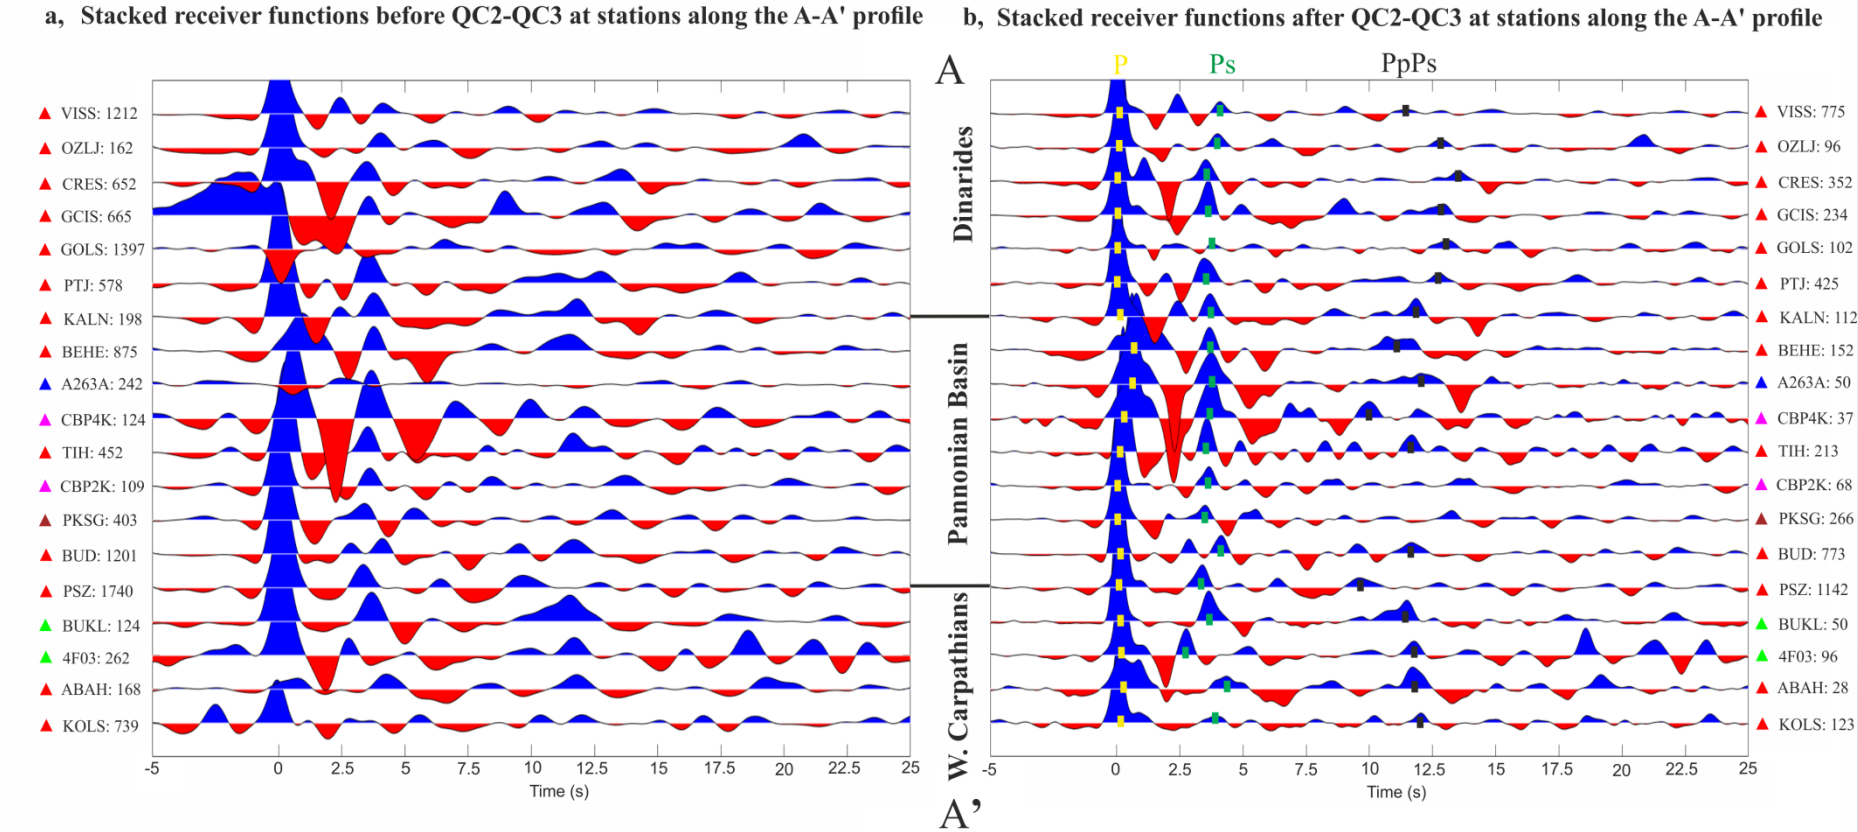 a, Stacked receiver functions before QC2-QC3 at stations along the A-A' profile
VISS: 1212
OZLJ: 162
CRES: 652
GCIS: 665
GOLS: 1397
PTJ: 578
KALN: 198
BEHE: 875
A263A: 242
CBP4K: 124
TIH: 452
CBP2K: 109
PKSG: 403
BUD: 1201
PSZ: 1740
BUKL: 124
4F03: 262
ABAH: 168
KOLS: 739
-5 0 2.5 5 7.5 10 12.5 15 17.5 20 22.5 25
Time (s)
A
Dinarides
Pannonian Basin
W. Carpathians
A’
b, Stacked receiver functions after QC2-QC3 at stations along the A-A' profile
P Ps PpPs
VISS: 775
OZLJ: 96
CRES: 352
GCIS: 234
GOLS: 102
PTJ: 425
KALN: 112
BEHE: 152
A263A: 50
CBP4K: 37
TIH: 213
CBP2K: 68
PKSG: 266
BUD: 773
PSZ: 1142
BUKL: 50
4F03: 96
ABAH: 28
KOLS: 123
-5 0 2.5 5 7.5 10 12.5 15 17.5 20 22.5 25
Time (s)